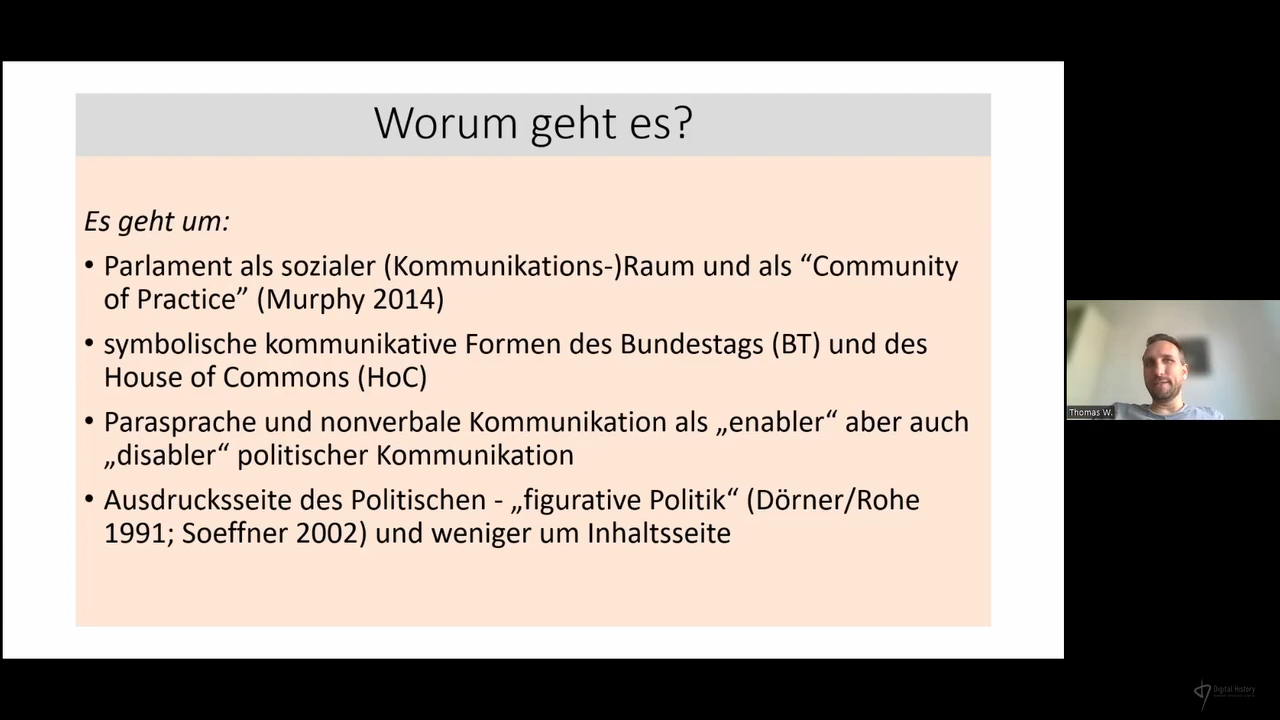 Worum geht es?
Es geht um:
• Parlament als sozialer (Kommunikations-)Raum und als “Community
of Practice” (Murphy 2014)
• symbolische kommunikative Formen des Bundestags (BT) und des
House of Commons (HoC)
• Parasprache und nonverbale Kommunikation als „enabler“ aber auch
„disabler“ politischer Kommunikation
• Ausdrucksseite des Politischen - „figurative Politik“ (Dörner/Rohe
1991; Soeffner 2002) und weniger um Inhaltsseite
Thomas W.
Digital History